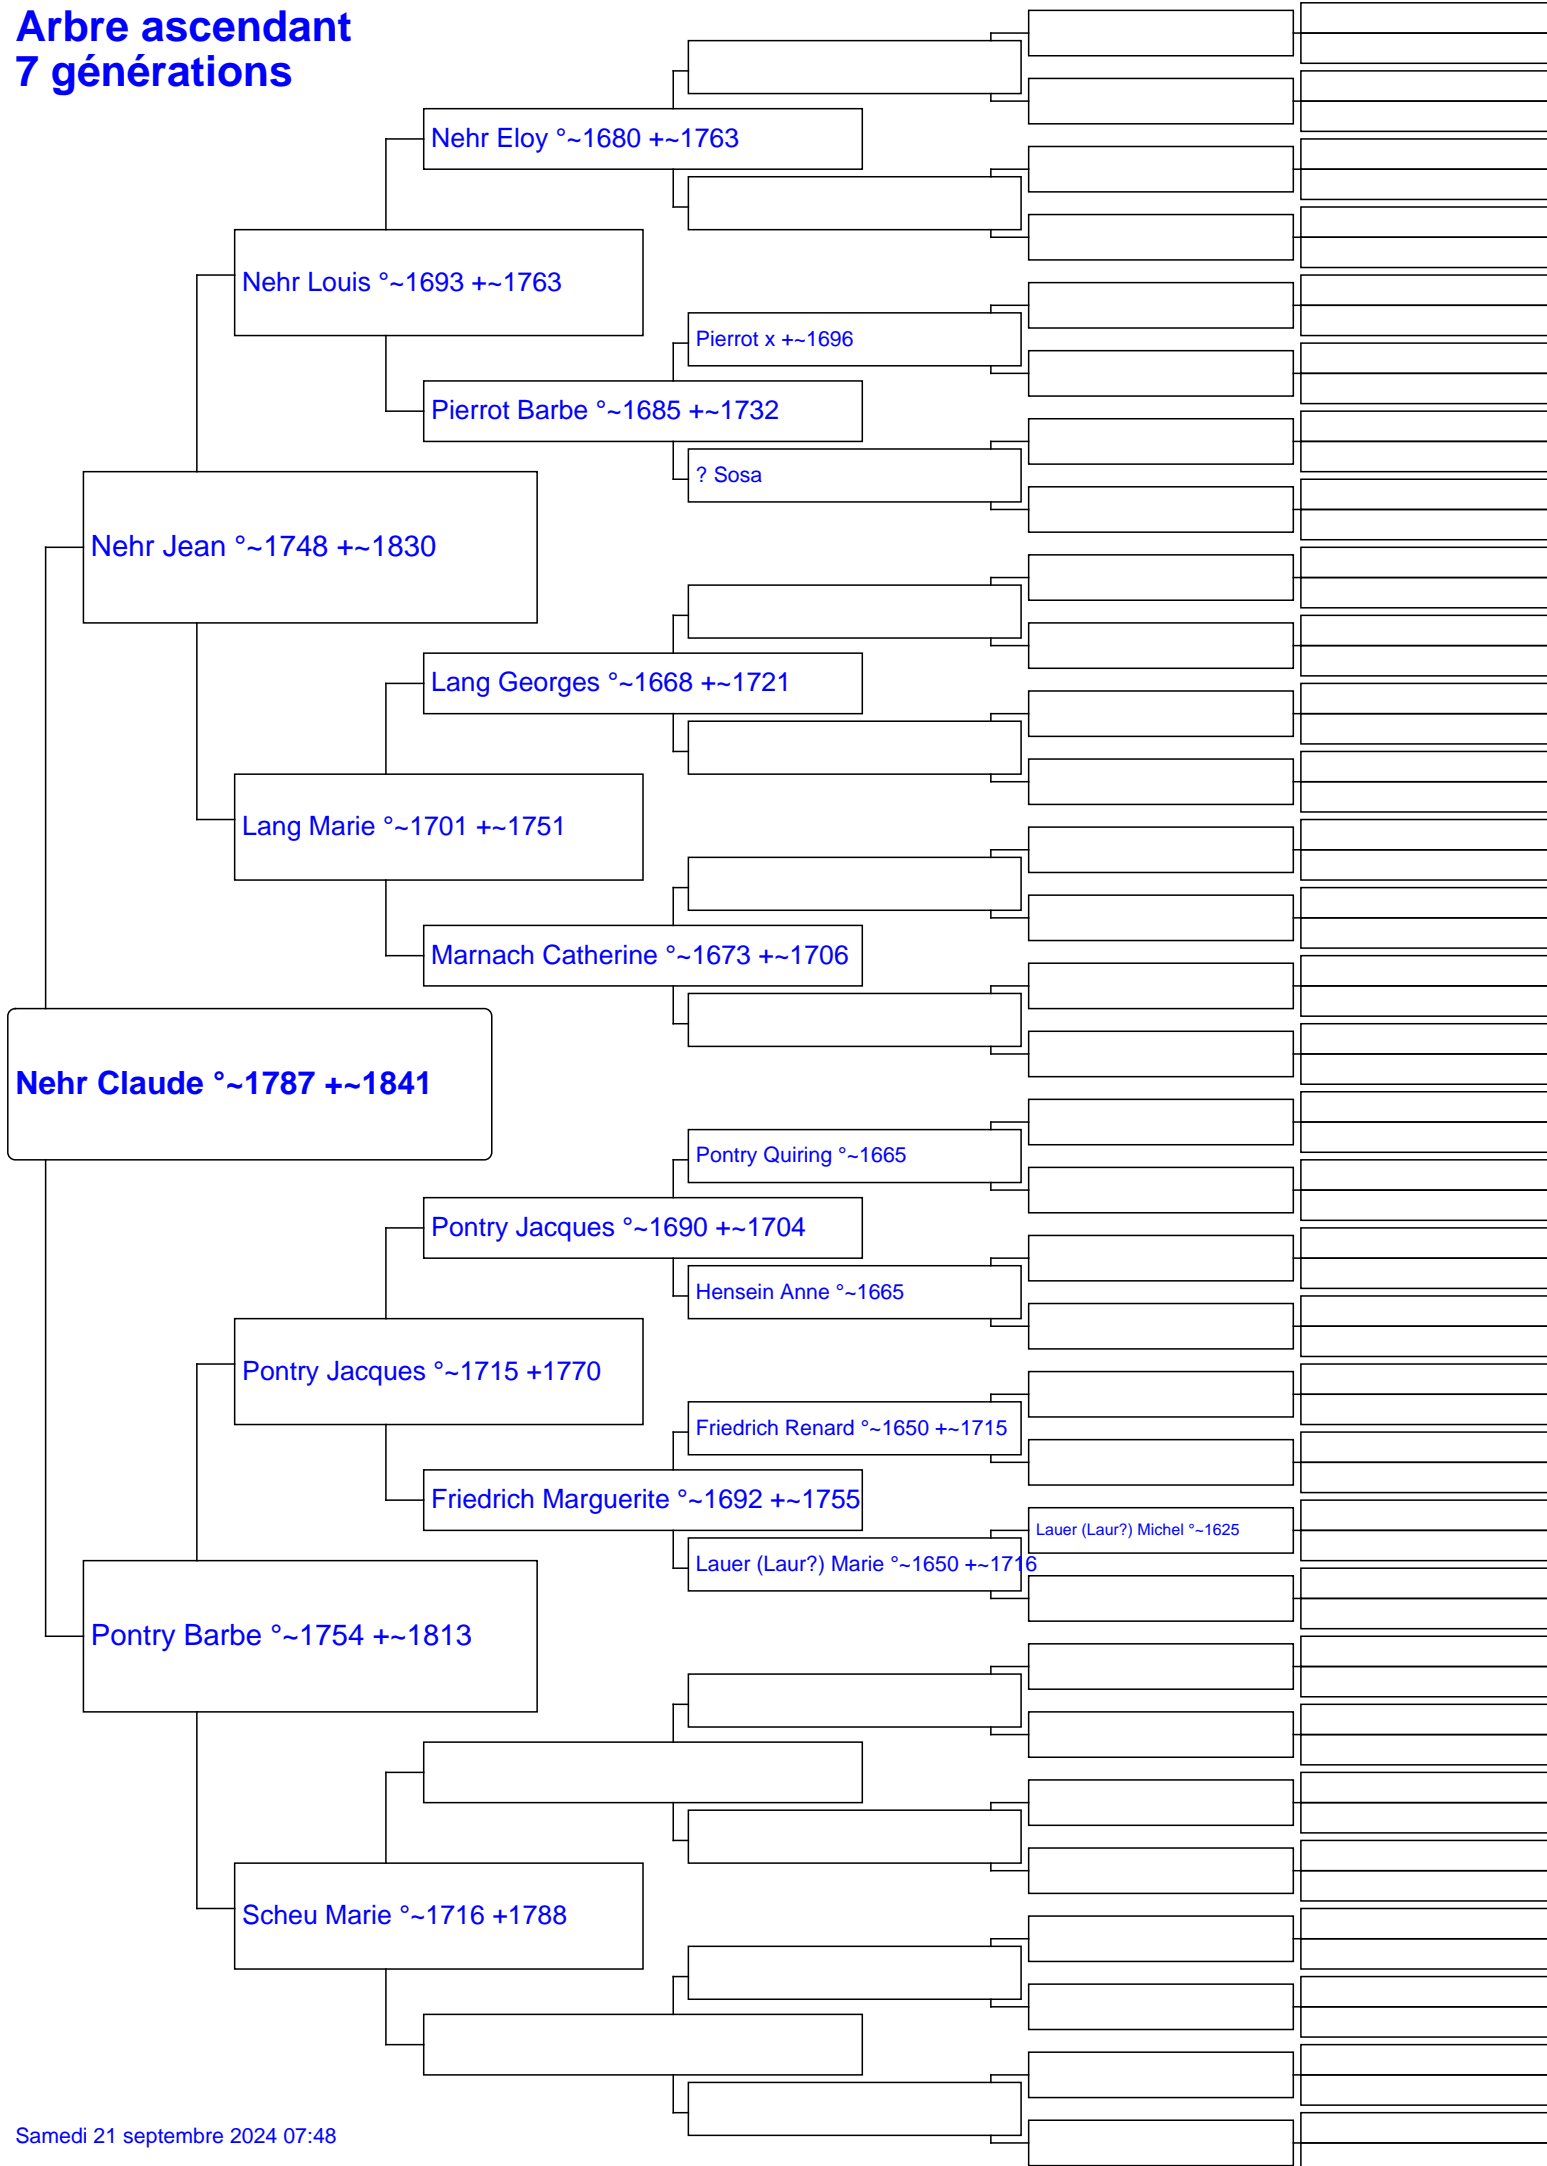 Arbre ascendant
7 générations
Nehr Eloy °~1680 +~1763
Nehr Louis °~1693 +~1763
Pierrot x +~1696
Pierrot Barbe °~1685 +~1732
? Sosa
Nehr Jean °~1748 +~1830
Lang Georges °~1668 +~1721
Lang Marie °~1701 +~1751
Marnach Catherine °~1673 +~1706
Nehr Claude °~1787 +~1841
Pontry Quiring °~1665
Pontry Jacques °~1690 +~1704
Hensein Anne °~1665
Pontry Jacques °~1715 +1770
Friedrich Renard °~1650 +~1715
Friedrich Marguerite °~1692 +~1755
Lauer (Laur?) Michel °~1625
Lauer (Laur?) Marie °~1650 +~1716
Pontry Barbe °~1754 +~1813
Scheu Marie °~1716 +1788
Samedi 21 septembre 2024 07:48